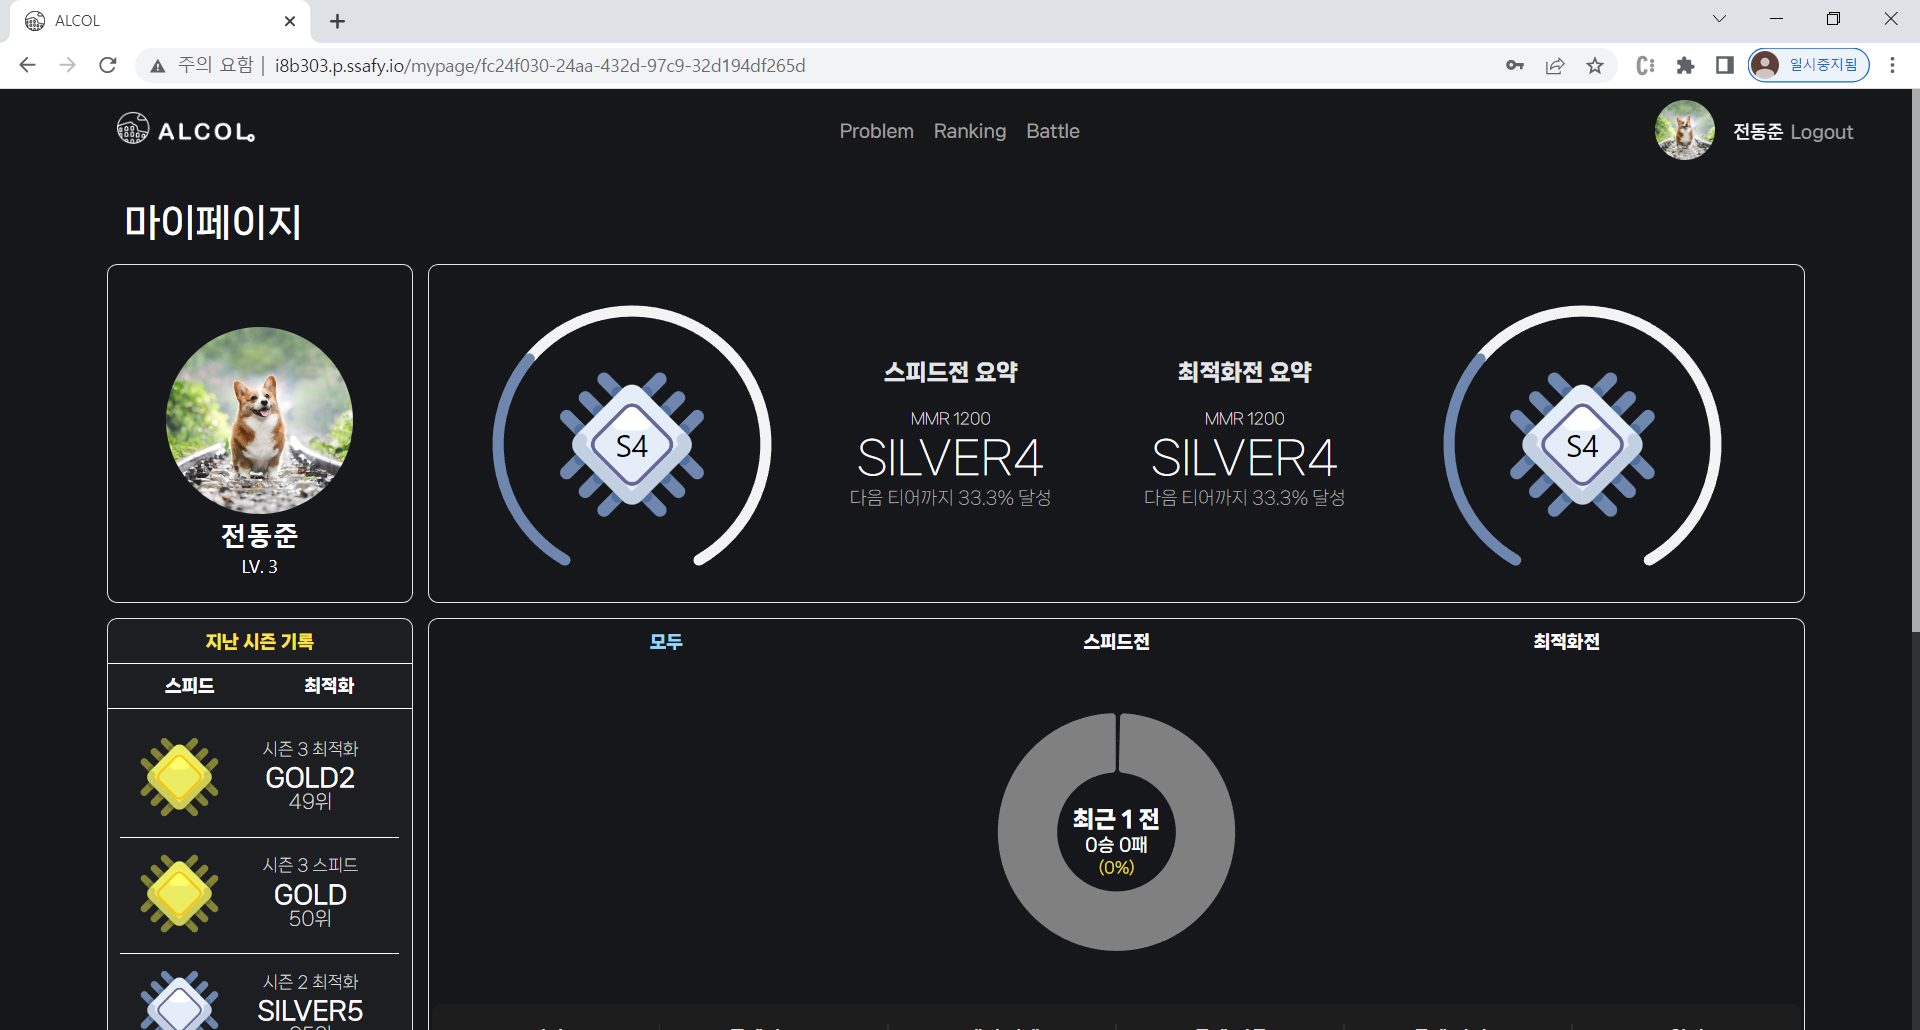 ALCOL
주의 요함 | i8b303.p.ssafy.io/mypage/fc24f030-24aa-432d-97c9-32d194df265d
일시중지됨
ALCOL
Problem Ranking Battle
전동준 Logout
마이페이지
전동준
LV. 3
S4
스피드전 요약
MMR 1200
SILVER4
다음 티어까지 33.3% 달성
최적화전 요약
MMR 1200
SILVER4
다음 티어까지 33.3% 달성
S4
지난 시즌 기록
스피드 최적화
시즌 3 최적화
GOLD2
49위
시즌 3 스피드
GOLD
50위
시즌 2 최적화
SILVER5
모두 스피드전 최적화전
최근 1 전
0승 0패
(0%)